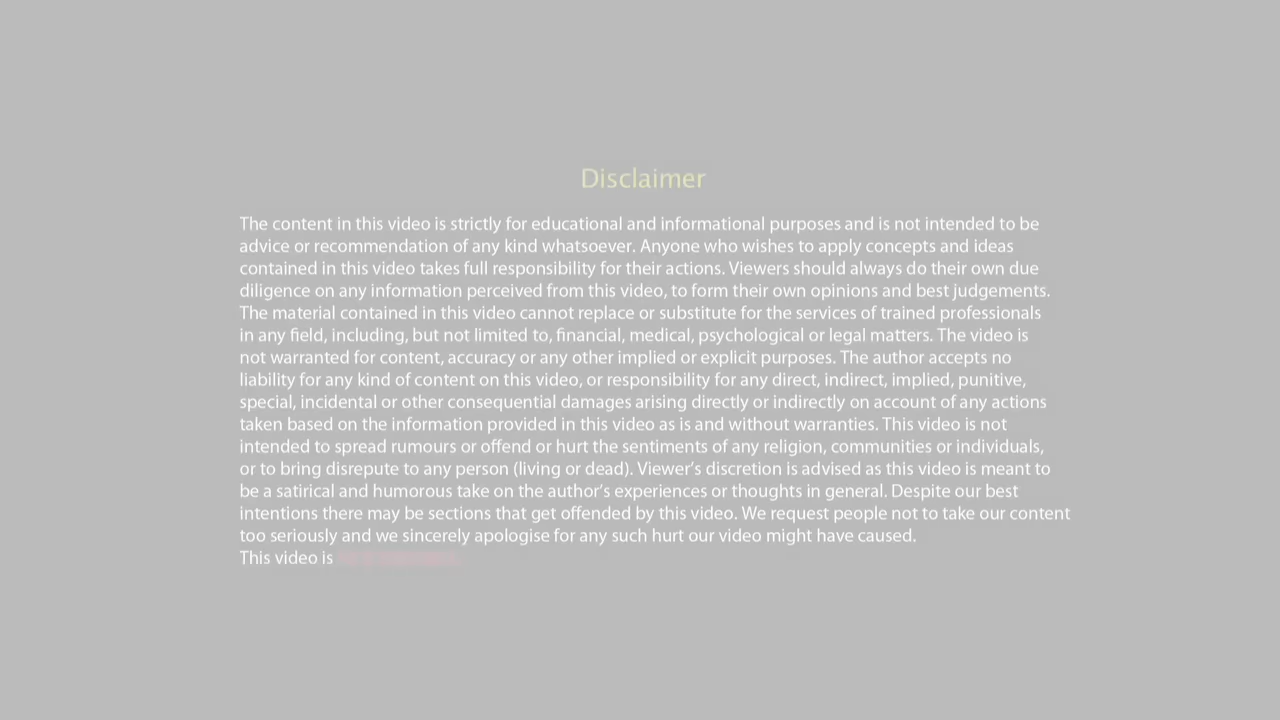 Disclaimer
The content in this video is strictly for educational and informational purposes and is not intended to be
advice or recommendation of any kind whatsoever. Anyone who wishes to apply concepts and ideas
contained in this video takes full responsibility for their actions. Viewers should always do their own due
diligence on any information perceived from this video, to form their own opinions and best judgements.
The material contained in this video cannot replace or substitute for the services of trained professionals
in any field, including, but not limited to, financial, medical, psychological or legal matters. The video is
not warranted for content, accuracy or any other implied or explicit purposes. The author accepts no
liability for any kind of content on this video, or responsibility for any direct, indirect, implied, punitive,
special, incidental or other consequential damages arising directly or indirectly on account of any actions
taken based on the information provided in this video as is and without warranties. This video is not
intended to spread rumours or offend or hurt the sentiments of any religion, communities or individuals,
or to bring disrepute to any person (living or dead). Viewer's discretion is advised as this video is meant to
be a satirical and humorous take on the author's experiences or thoughts in general. Despite our best
intentions there may be sections that get offended by this video. We request people not to take our content
too seriously and we sincerely apologise for any such hurt our video might have caused.
This video is